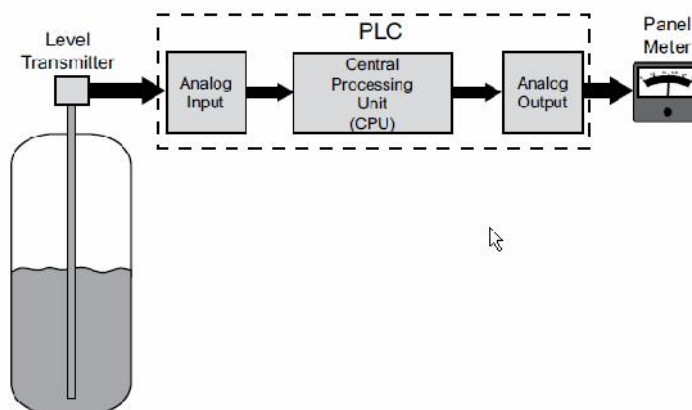 Level
Transmitter
PLC
Panel
Meter
Analog
Input
Central
Processing
Unit
(CPU)
Analog
Output